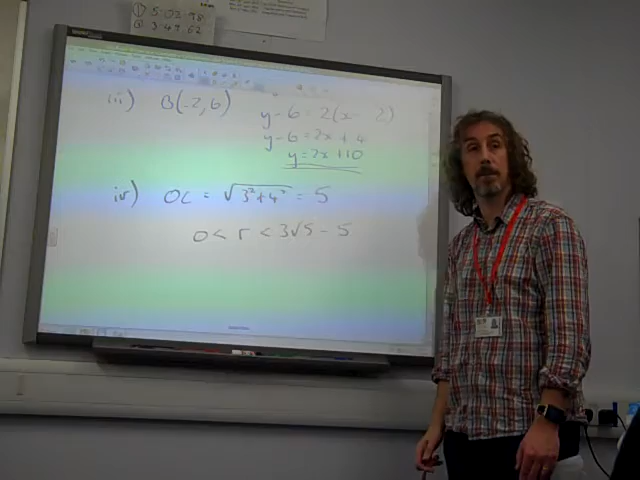 ① 5:02.98
② 3:49.62
iii) B(-2,6)
y-6=2(x- 2)
y-6=2x+4
y=2x+10
iv) OC = √3²+4² = 5
0 < r < 3√5 - 5